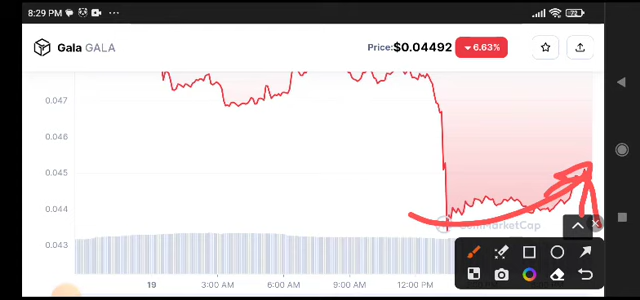 8:29 PM ... 72
Gala GALA Price:$0.04492 6.63%
0.047
0.046
0.045
0.044
CoinMarketCap
0.043
19 3:00 AM 6:00 AM 9:00 AM 12:00 PM